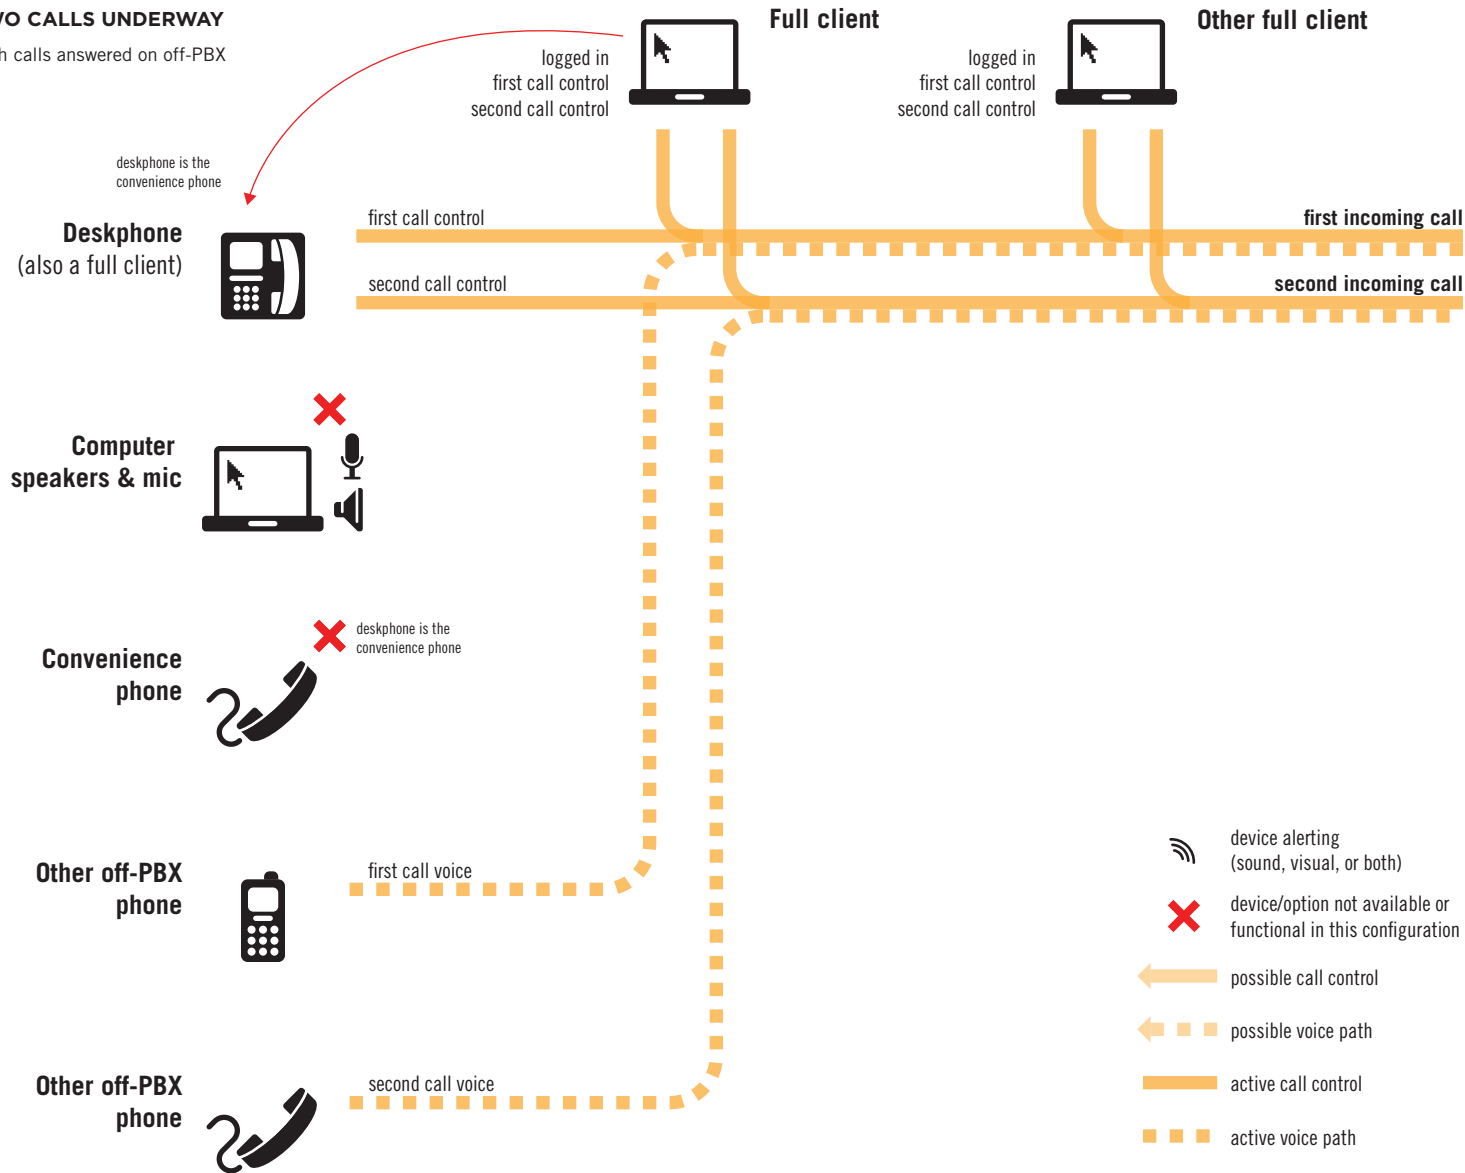 WO CALLS UNDERWAY
h calls answered on off-PBX
Full client
Other full client
logged in
first call control
second call control
logged in
first call control
second call control
deskphone is the
convenience phone
Deskphone
(also a full client)
first call control
first incoming call
second call control
second incoming call
Computer
speakers & mic
deskphone is the
convenience phone
Convenience
phone
Other off-PBX
phone
first call voice
Other off-PBX
phone
second call voice
device alerting
(sound, visual, or both)
device/option not available or
functional in this configuration
possible call control
possible voice path
active call control
active voice path